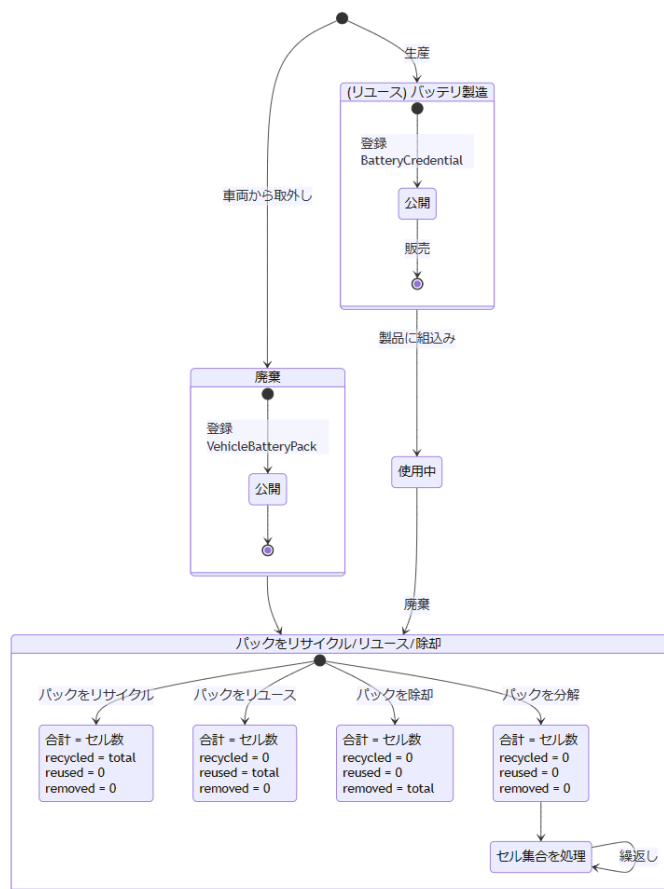 生産
(リユース) バッテリ製造
登録
BatteryCredential
公開
販売
車両から取外し
製品に組込み
廃棄
登録
VehicleBatteryPack
公開
使用中
廃棄
パックをリサイクル/リユース/除却
パックをリサイクル
パックをリユース
パックを除却
パックを分解
合計 = セル数
recycled = total
reused = 0
removed = 0
合計 = セル数
recycled = 0
reused = total
removed = 0
合計 = セル数
recycled = 0
reused = 0
removed = total
合計 = セル数
recycled = 0
reused = 0
removed = 0
セル集合を処理
繰返し